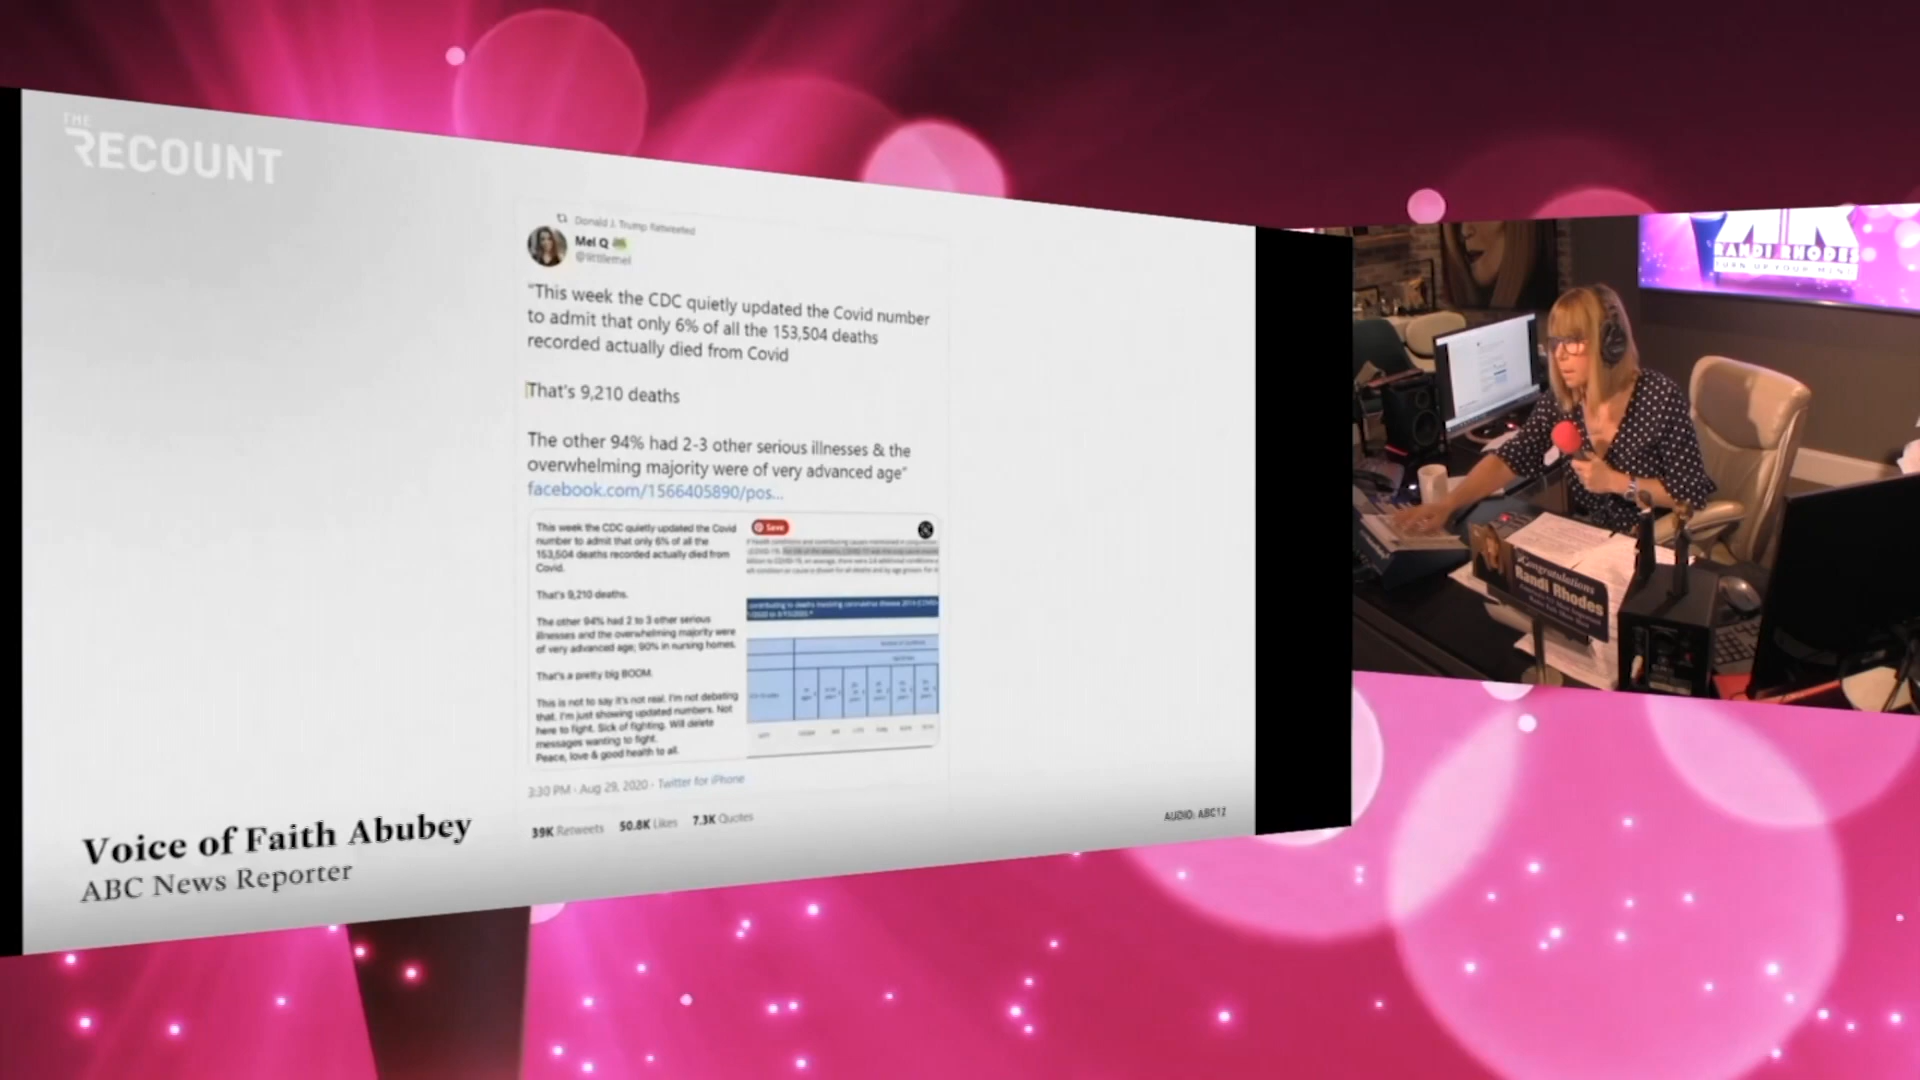 THE
RECOUNT
Donald J. Trump Retweeted
Mel Q
@littllemel
"This week the CDC quietly updated the Covid number
to admit that only 6% of all the 153,504 deaths
recorded actually died from Covid
That's 9,210 deaths
The other 94% had 2-3 other serious illnesses & the
overwhelming majority were of very advanced age"
facebook.com/1566405890/pos...
This week the CDC quietly updated the Covid
number to admit that only 6% of all the
153,504 deaths recorded actually died from
Covid.
That's 9,210 deaths.
The other 94% had 2 to 3 other serious
illnesses and the overwhelming majority were
of very advanced age; 90% in nursing homes.
That's a pretty big BOOM.
This is not to say it's not real. I'm not debating
that. I'm just showing updated numbers. Not
here to fight. Sick of fighting. Will delete
messages wanting to fight.
Peace, love & good health to all.
Save
3:30 PM · Aug 29, 2020 · Twitter for iPhone
39K Retweets 50.8K Likes 7.3K Quotes
Voice of Faith Abubey
ABC News Reporter
AUDIO: ABC12
RANDI RHODES
TURN UP YOUR MIND
Congratulations
Randi Rhodes